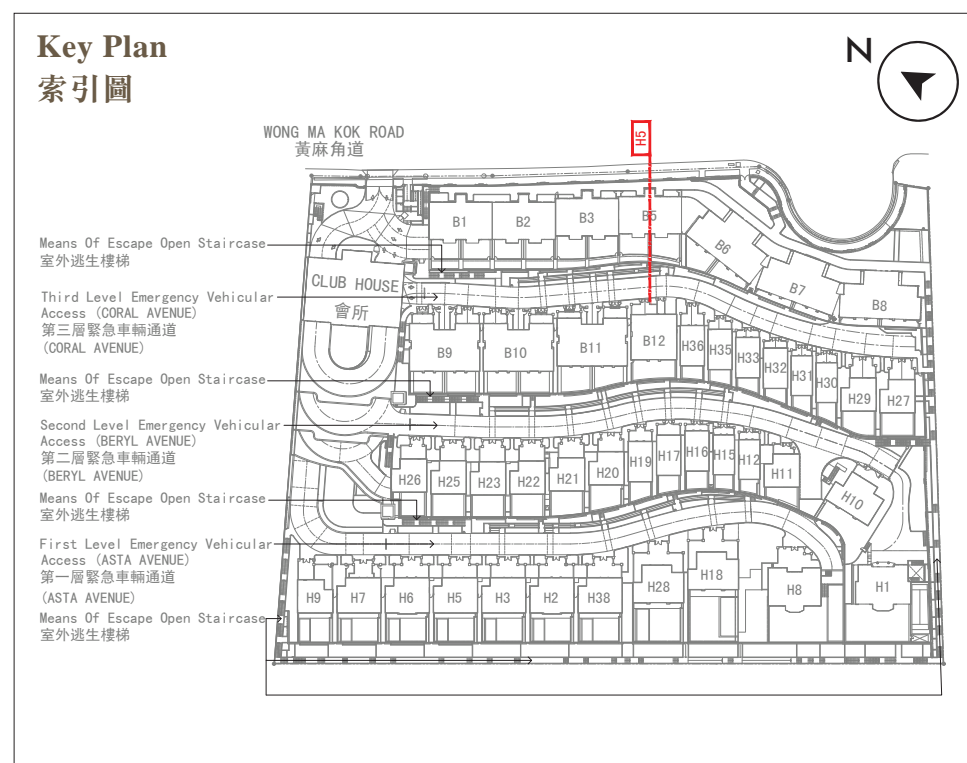 Key Plan
索引圖
N
WONG MA KOK ROAD
黃麻角道
H5
B1 B2 B3 B5 B6 B7 B8
Means Of Escape Open Staircase
室外逃生樓梯
CLUB HOUSE
會所
Third Level Emergency Vehicular
Access (CORAL AVENUE)
第三層緊急車輛通道
(CORAL AVENUE)
B9 B10 B11 B12 H36 H35 H33 H32 H31 H30 H29 H27
Means Of Escape Open Staircase
室外逃生樓梯
Second Level Emergency Vehicular
Access (BERYL AVENUE)
第二層緊急車輛通道
(BERYL AVENUE)
H26 H25 H23 H22 H21 H20 H19 H17 H16 H15 H12 H11 H10
Means Of Escape Open Staircase
室外逃生樓梯
First Level Emergency Vehicular
Access (ASTA AVENUE)
第一層緊急車輛通道
(ASTA AVENUE)
H9 H7 H6 H5 H3 H2 H38 H28 H18 H8 H1
Means Of Escape Open Staircase
室外逃生樓梯